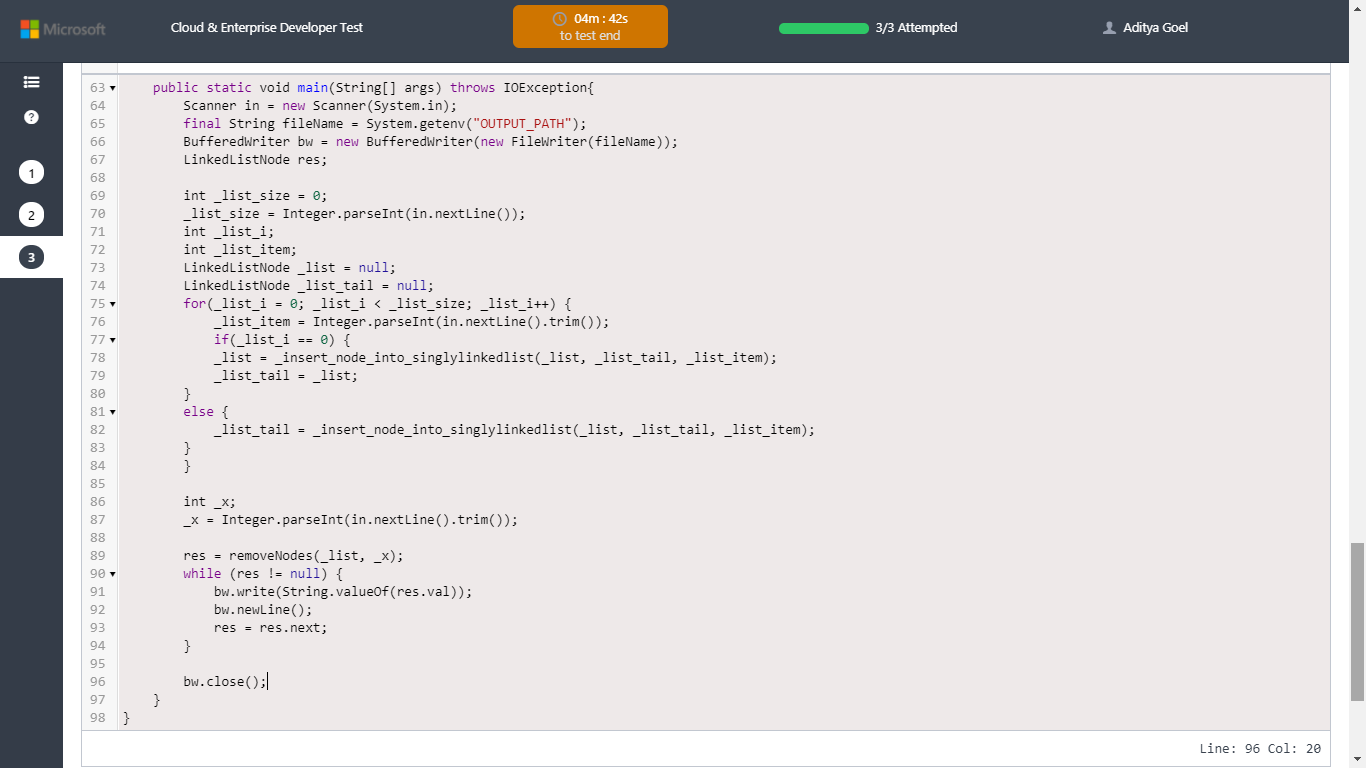 Microsoft
Cloud & Enterprise Developer Test
04m : 42s
to test end
3/3 Attempted
Aditya Goel
?
1
2
3
63 public static void main(String[] args) throws IOException{
64 Scanner in = new Scanner(System.in);
65 final String fileName = System.getenv("OUTPUT_PATH");
66 BufferedWriter bw = new BufferedWriter(new FileWriter(fileName));
67 LinkedListNode res;
68
69 int _list_size = 0;
70 _list_size = Integer.parseInt(in.nextLine());
71 int _list_i;
72 int _list_item;
73 LinkedListNode _list = null;
74 LinkedListNode _list_tail = null;
75 for(_list_i = 0; _list_i < _list_size; _list_i++) {
76 _list_item = Integer.parseInt(in.nextLine().trim());
77 if(_list_i == 0) {
78 _list = _insert_node_into_singlylinkedlist(_list, _list_tail, _list_item);
79 _list_tail = _list;
80 }
81 else {
82 _list_tail = _insert_node_into_singlylinkedlist(_list, _list_tail, _list_item);
83 }
84 }
85
86 int _x;
87 _x = Integer.parseInt(in.nextLine().trim());
88
89 res = removeNodes(_list, _x);
90 while (res != null) {
91 bw.write(String.valueOf(res.val));
92 bw.newLine();
93 res = res.next;
94 }
95
96 bw.close();
97 }
98 }
Line: 96 Col: 20